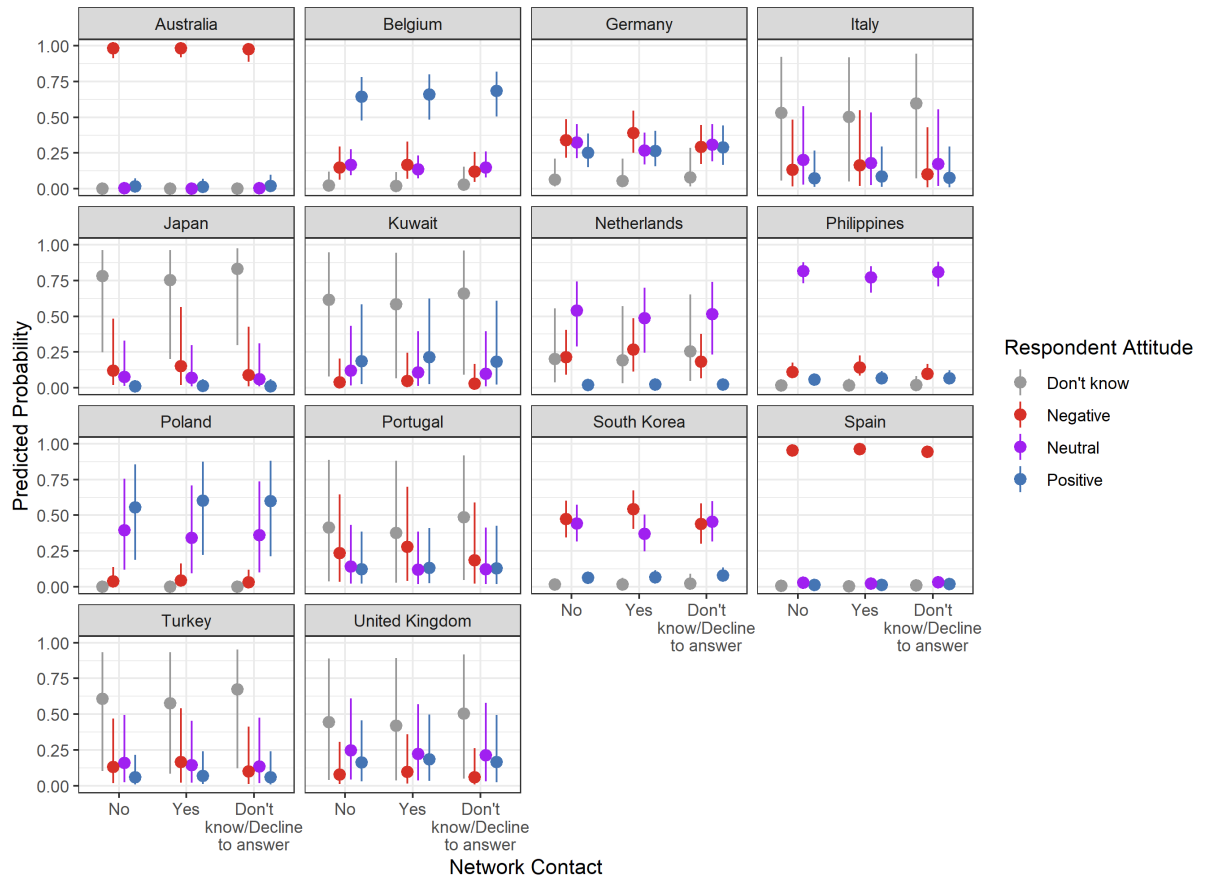 Australia Belgium Germany Italy
1.00
0.75
0.50
0.25
0.00
Japan Kuwait Netherlands Philippines
1.00
0.75
0.50
0.25
0.00
Poland Portugal South Korea Spain
1.00
0.75
0.50
0.25
0.00
No Yes Don't know/Decline to answer No Yes Don't know/Decline to answer
Turkey United Kingdom
1.00
0.75
0.50
0.25
0.00
No Yes Don't know/Decline to answer No Yes Don't know/Decline to answer
Network Contact
Predicted Probability
Respondent Attitude
Don't know
Negative
Neutral
Positive